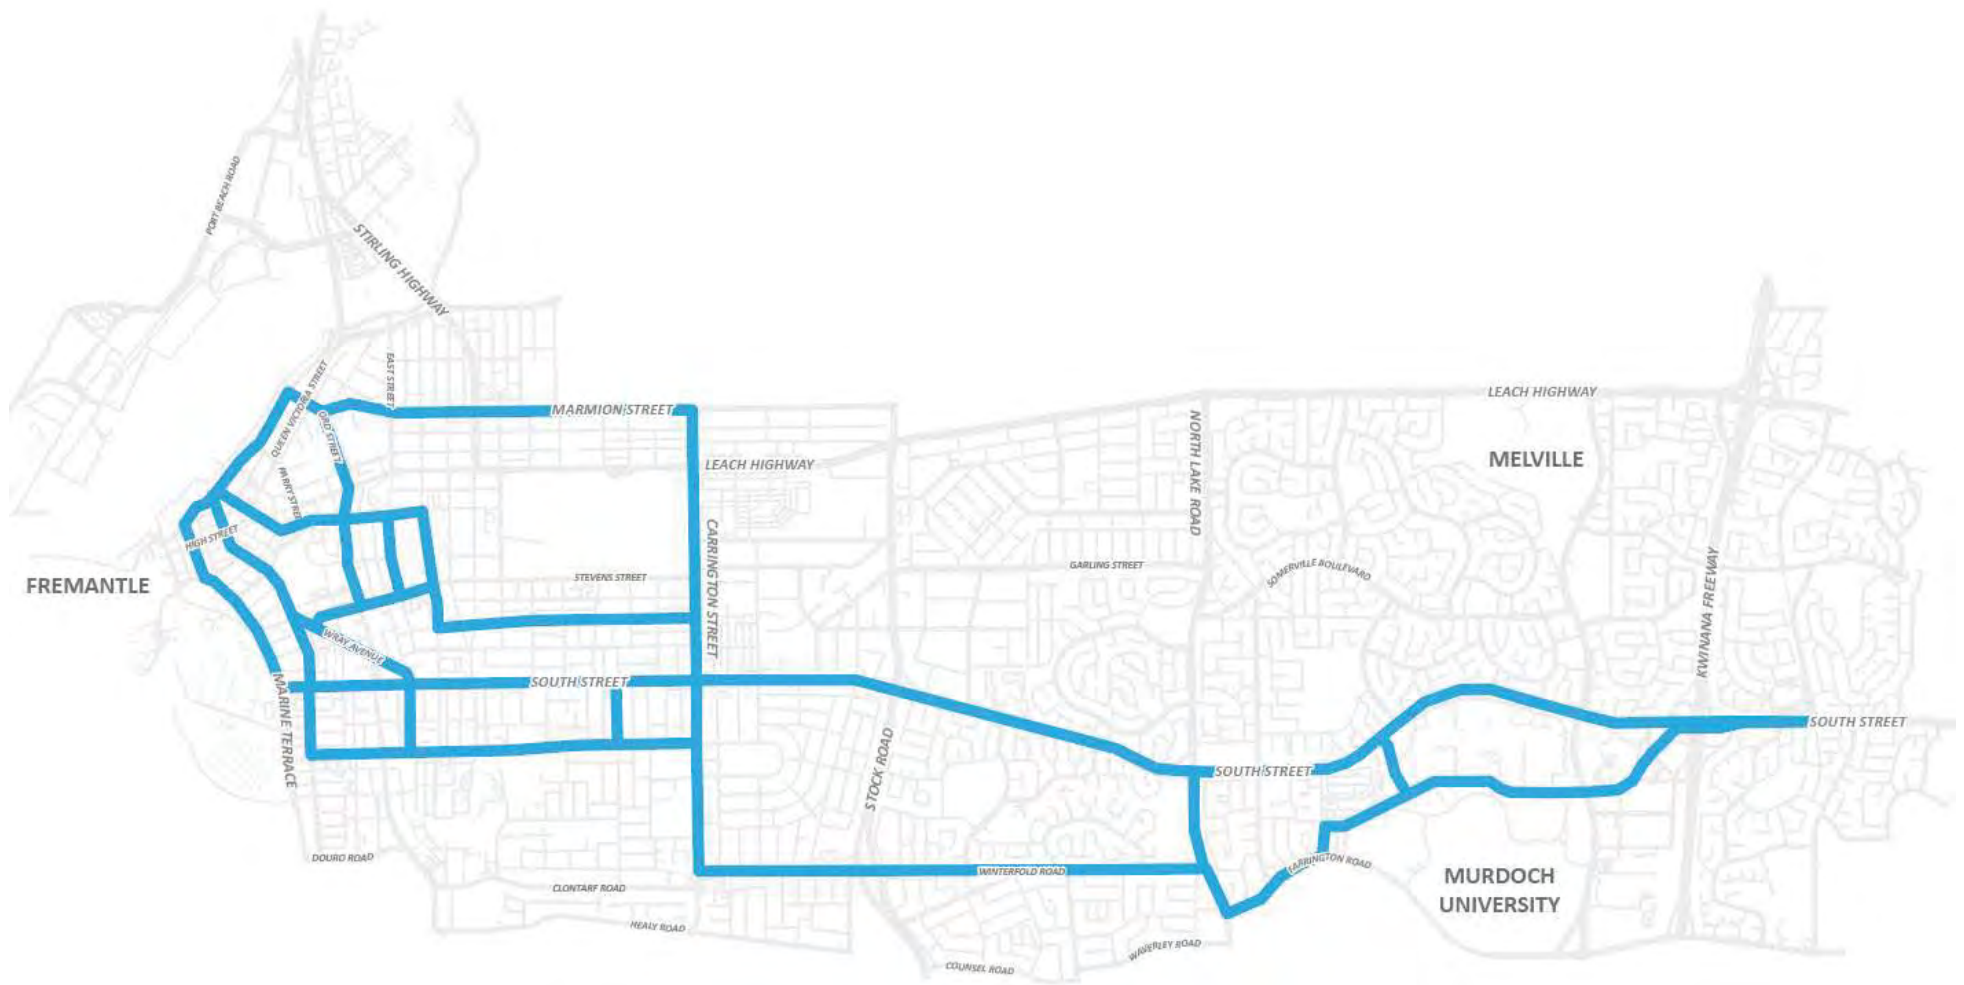 PORT BEACH ROAD
STIRLING HIGHWAY
QUEEN VICTORIA STREET
EAST STREET
ORD STREET
MARMION STREET
LEACH HIGHWAY
NORTH LAKE ROAD
MELVILLE
LEACH HIGHWAY
PARRY STREET
HIGH STREET
CARRINGTON STREET
FREMANTLE
STEVENS STREET
GARLING STREET
SOMERVILLE BOULEVARD
KWINANA FREEWAY
WRAY AVENUE
MARINE TERRACE
SOUTH STREET
SOUTH STREET
STOCK ROAD
SOUTH STREET
DOURO ROAD
CLONTARF ROAD
WINTERFOLD ROAD
FARRINGTON ROAD
MURDOCH
UNIVERSITY
HEALY ROAD
WAVERLEY ROAD
COUNSEL ROAD